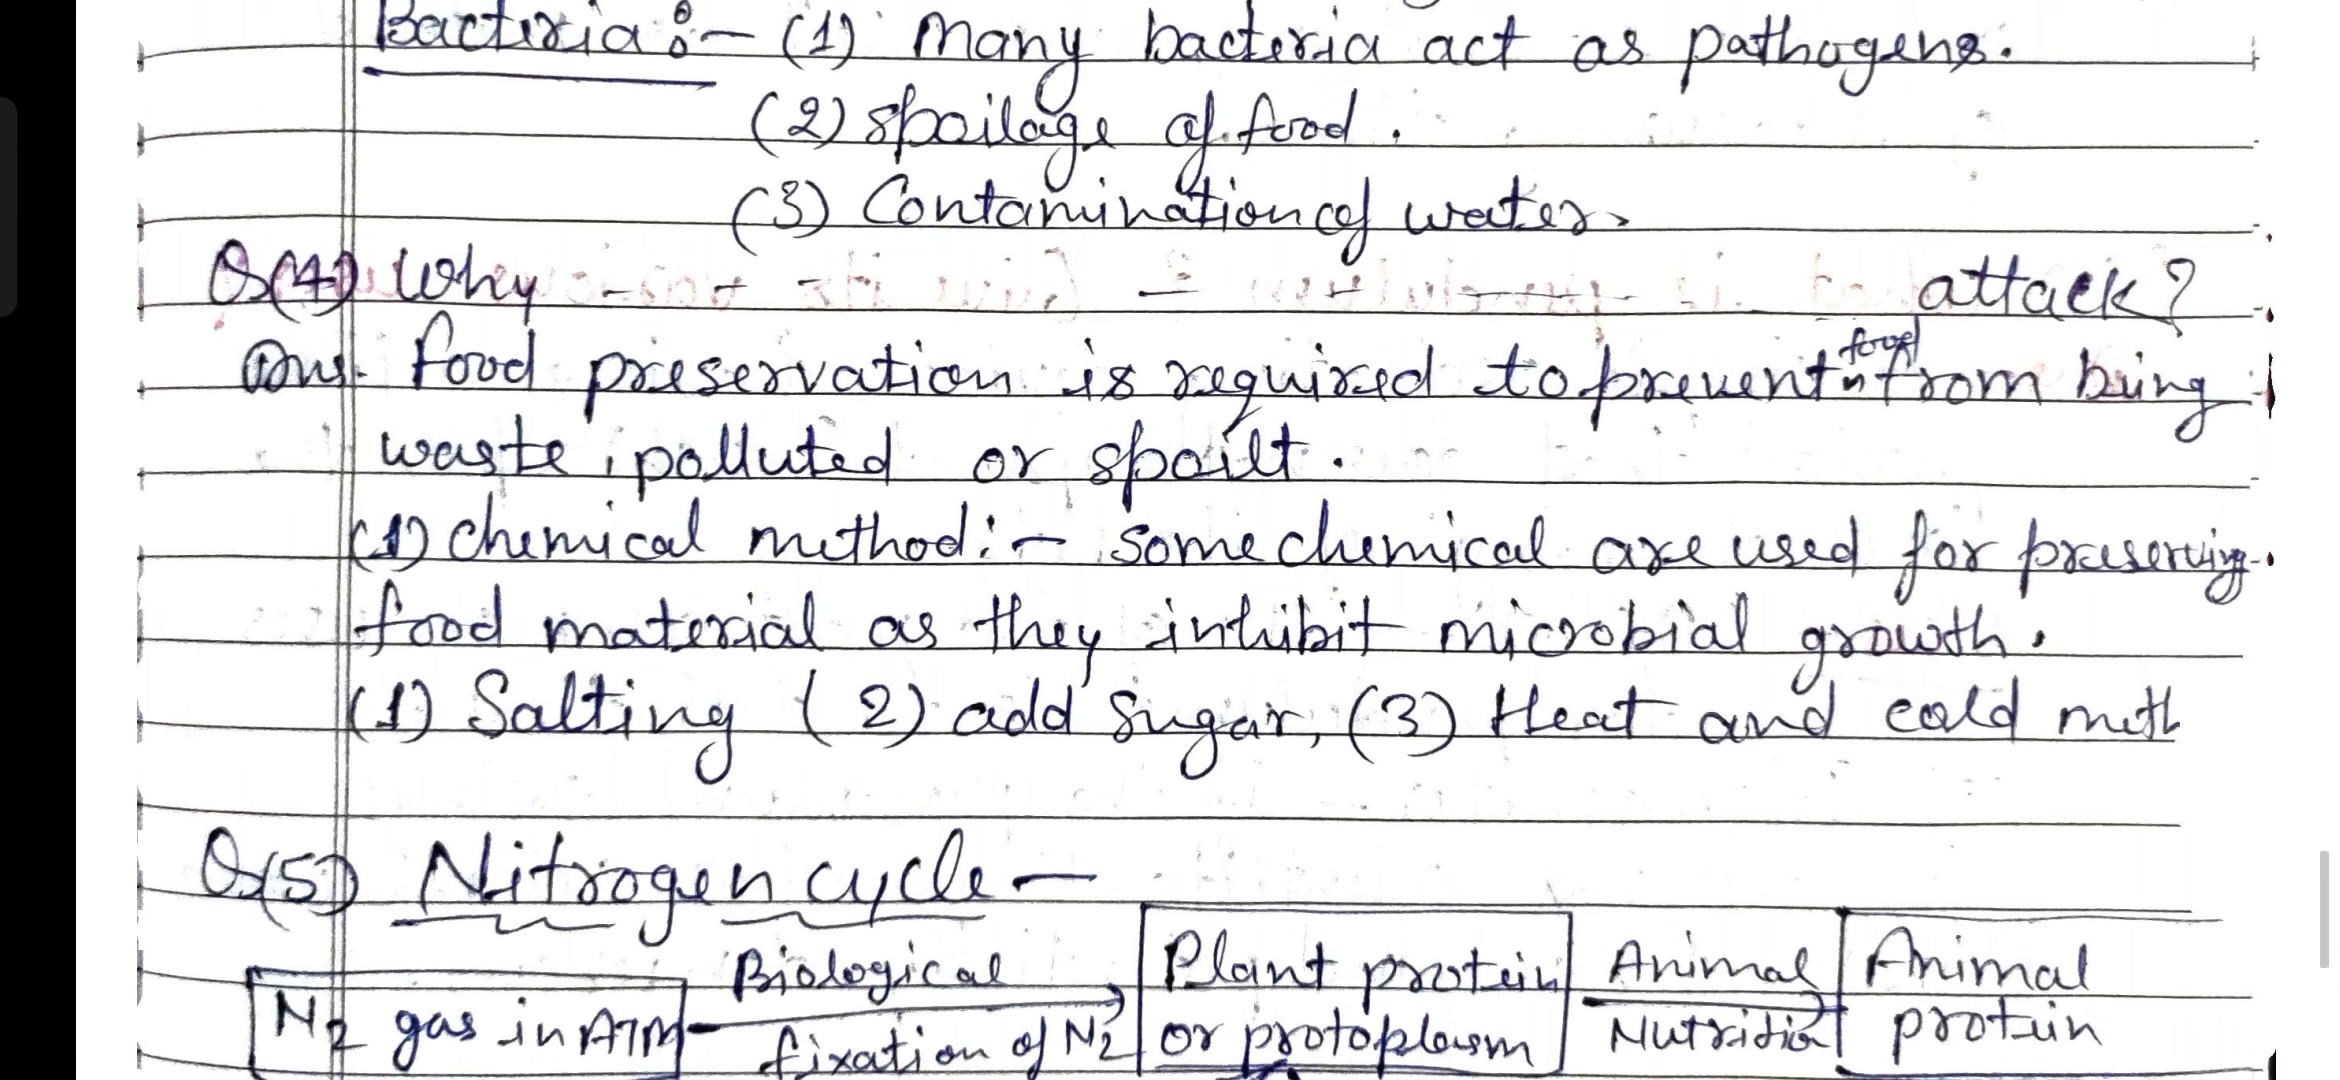 Bacteria :- (1) Many bacteria act as pathogens.
(2) spoilage of food.
(3) Contamination of water.
Q(4) Why - - - - - - attack?
Ans. food preservation is required to prevent food from being
waste, polluted or spoilt.
(1) chemical method :- some chemical are used for preserving
food material as they inhibit microbial growth.
(1) Salting (2) add sugar, (3) Heat and cold meth
Q(5) Nitrogen cycle -
N2 gas in ATM
Biological
fixation of N2
Plant protein
or protoplasm
Animal
Nutritio
Animal
protein